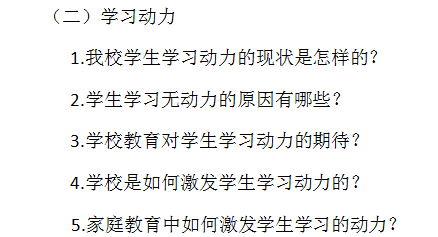 （二）学习动力
1.我校学生学习动力的现状是怎样的？
2.学生学习无动力的原因有哪些？
3.学校教育对学生学习动力的期待？
4.学校是如何激发学生学习动力的？
5.家庭教育中如何激发学生学习的动力？